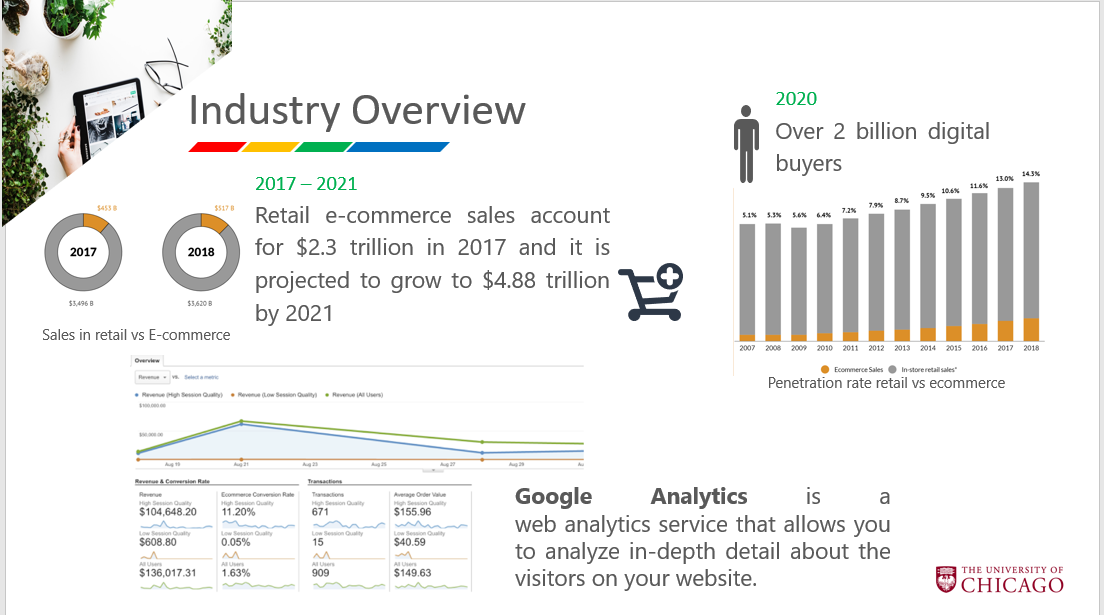 Industry Overview
2017 – 2021
Retail e-commerce sales account
for $2.3 trillion in 2017 and it is
projected to grow to $4.88 trillion
by 2021
$453 B
2017
$3,496 B
$517 B
2018
$3,620 B
Sales in retail vs E-commerce
2020
Over 2 billion digital
buyers
5.1% 5.3% 5.6% 6.4% 7.2% 7.9% 8.7% 9.5% 10.6% 11.6% 13.0% 14.3%
2007 2008 2009 2010 2011 2012 2013 2014 2015 2016 2017 2018
Ecommerce Sales In-store retail sales*
Penetration rate retail vs ecommerce
Overview
Revenue vs. Select a metric
Revenue (High Session Quality) Revenue (Low Session Quality) Revenue (All Users)
$100,000.00
$50,000.00
Aug 19 Aug 21 Aug 23 Aug 25 Aug 27 Aug 29 Au
Revenue & Conversion Rate
Revenue
High Session Quality
$104,648.20
Low Session Quality
$608.80
All Users
$136,017.31
Ecommerce Conversion Rate
High Session Quality
11.20%
Low Session Quality
0.05%
All Users
1.63%
Transactions
Transactions
High Session Quality
671
Low Session Quality
15
All Users
909
Average Order Value
High Session Quality
$155.96
Low Session Quality
$40.59
All Users
$149.63
Google Analytics is a
web analytics service that allows you
to analyze in-depth detail about the
visitors on your website.
THE UNIVERSITY OF
CHICAGO